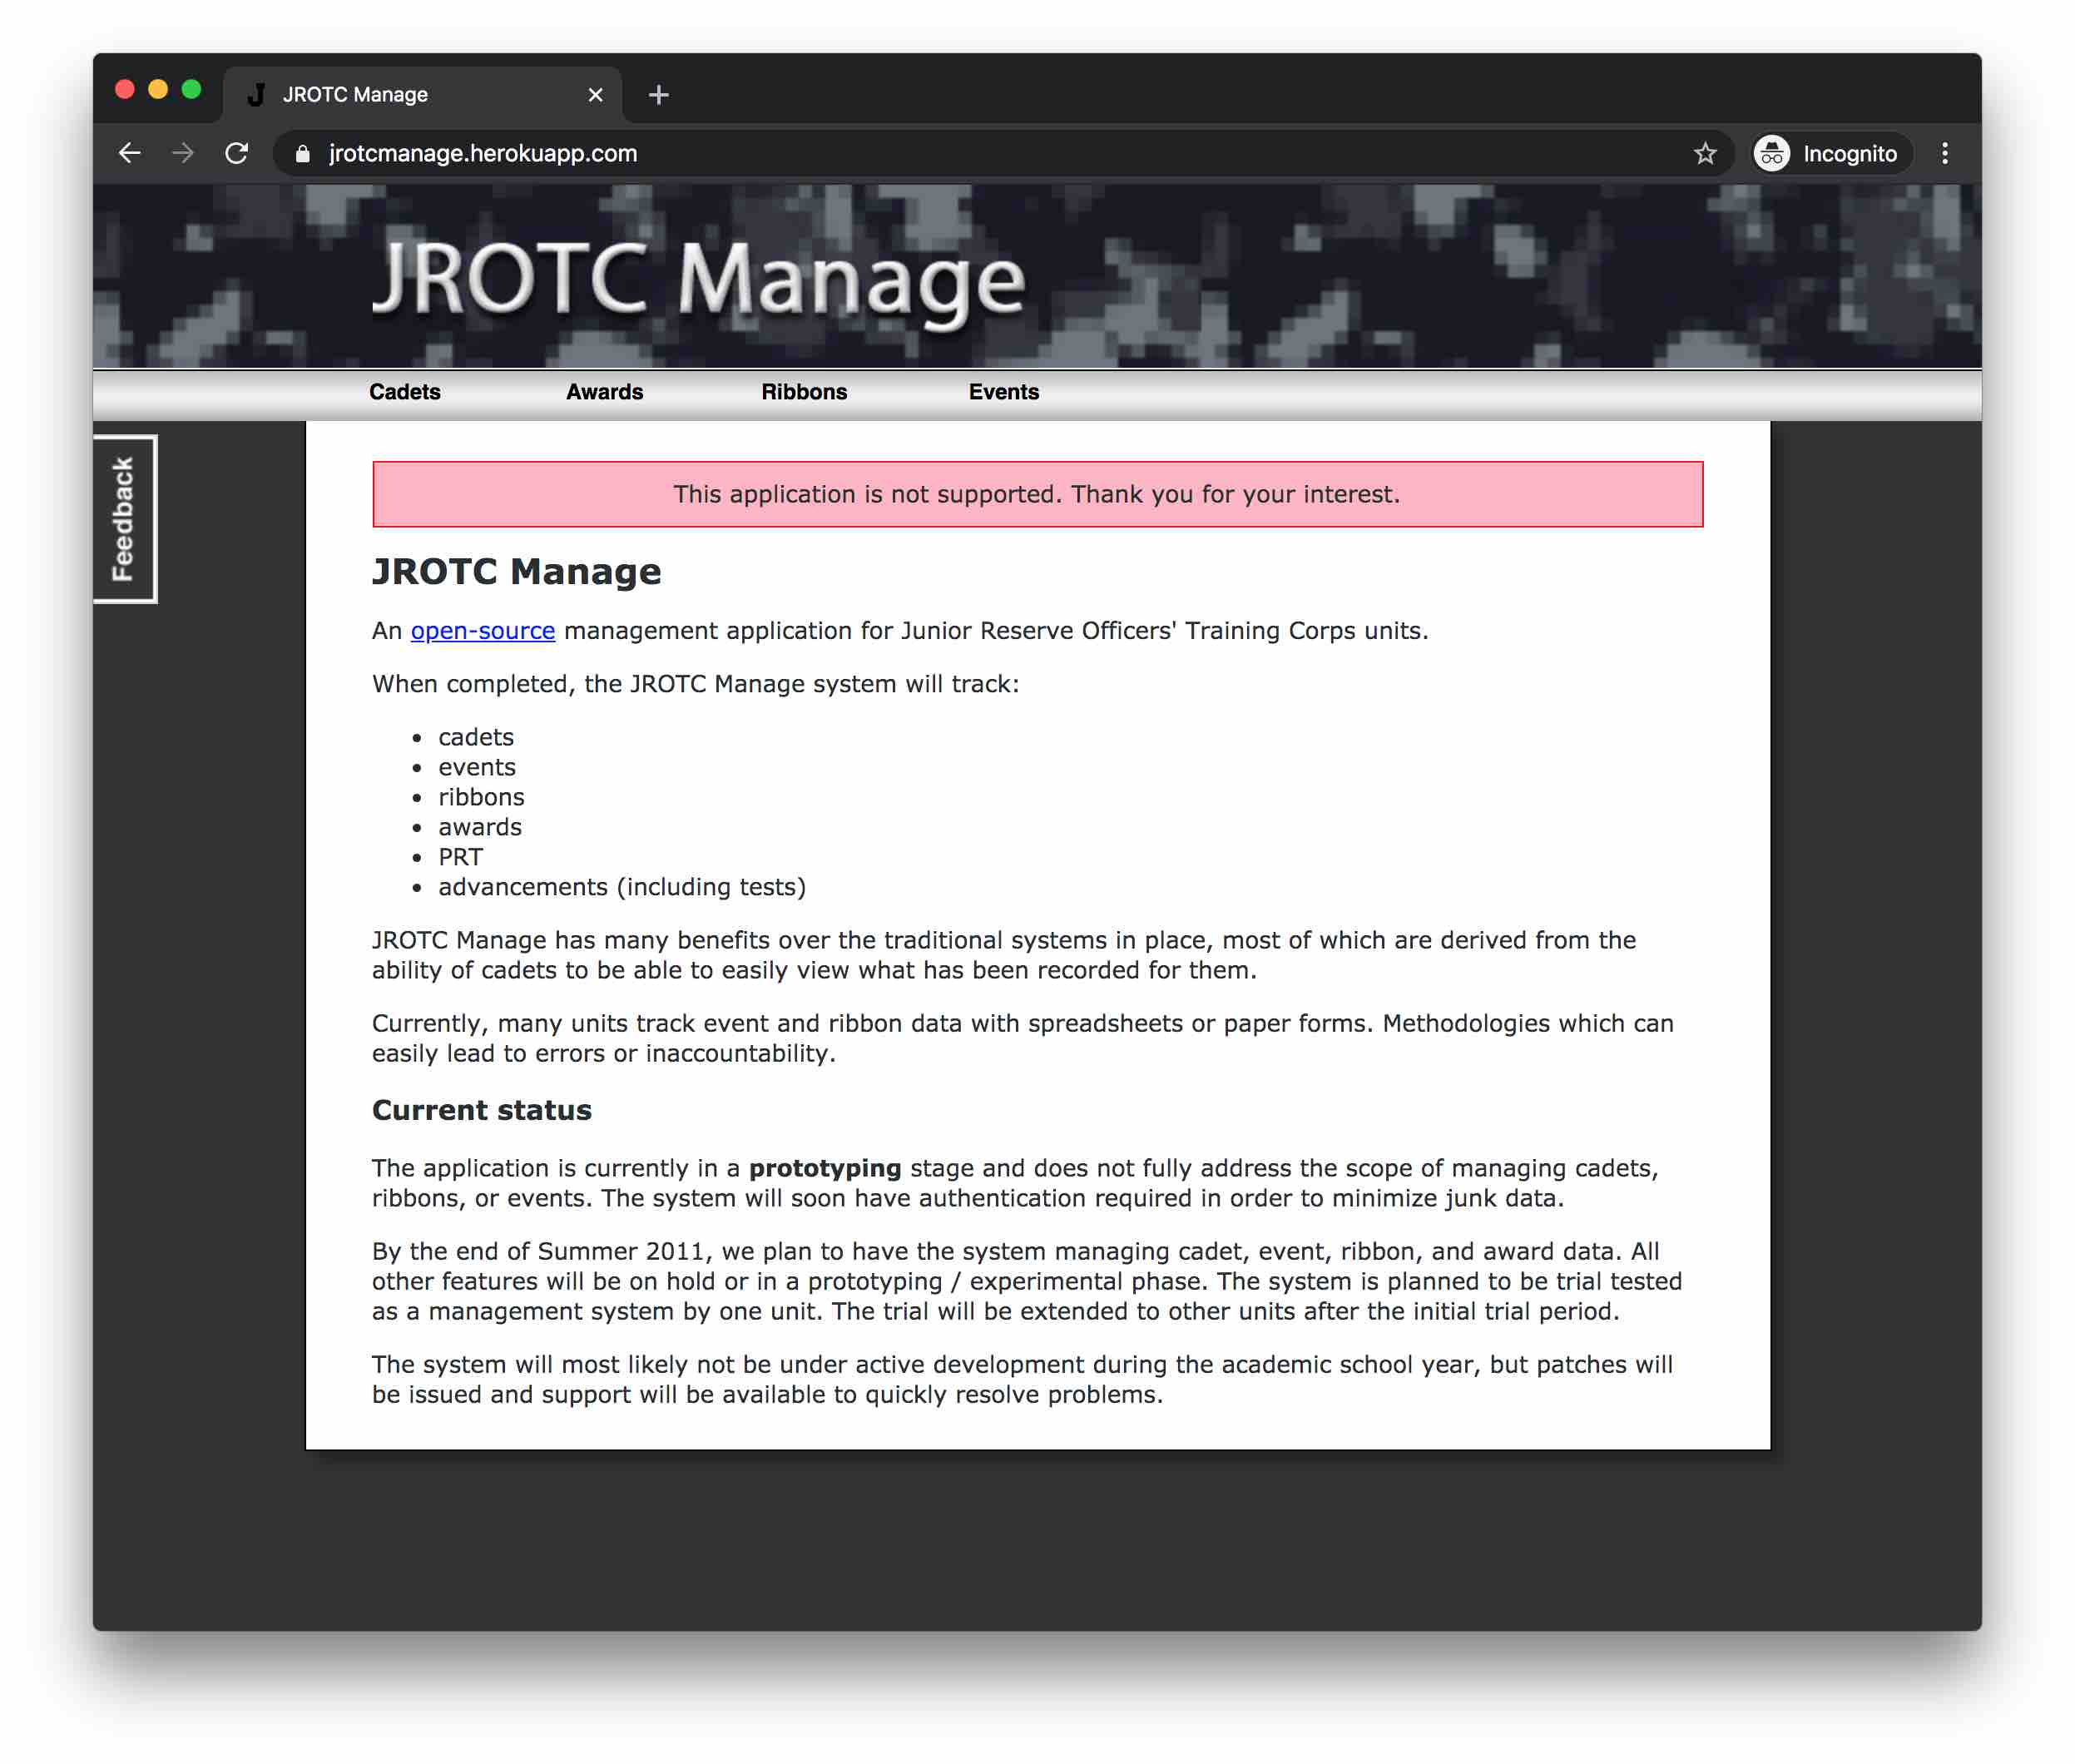 JROTC Manage
jrotcmanage.herokuapp.com
Incognito
JROTC Manage
Cadets Awards Ribbons Events
Feedback
This application is not supported. Thank you for your interest.
JROTC Manage
An open-source management application for Junior Reserve Officers' Training Corps units.
When completed, the JROTC Manage system will track:
• cadets
• events
• ribbons
• awards
• PRT
• advancements (including tests)
JROTC Manage has many benefits over the traditional systems in place, most of which are derived from the
ability of cadets to be able to easily view what has been recorded for them.
Currently, many units track event and ribbon data with spreadsheets or paper forms. Methodologies which can
easily lead to errors or inaccountability.
Current status
The application is currently in a prototyping stage and does not fully address the scope of managing cadets,
ribbons, or events. The system will soon have authentication required in order to minimize junk data.
By the end of Summer 2011, we plan to have the system managing cadet, event, ribbon, and award data. All
other features will be on hold or in a prototyping / experimental phase. The system is planned to be trial tested
as a management system by one unit. The trial will be extended to other units after the initial trial period.
The system will most likely not be under active development during the academic school year, but patches will
be issued and support will be available to quickly resolve problems.